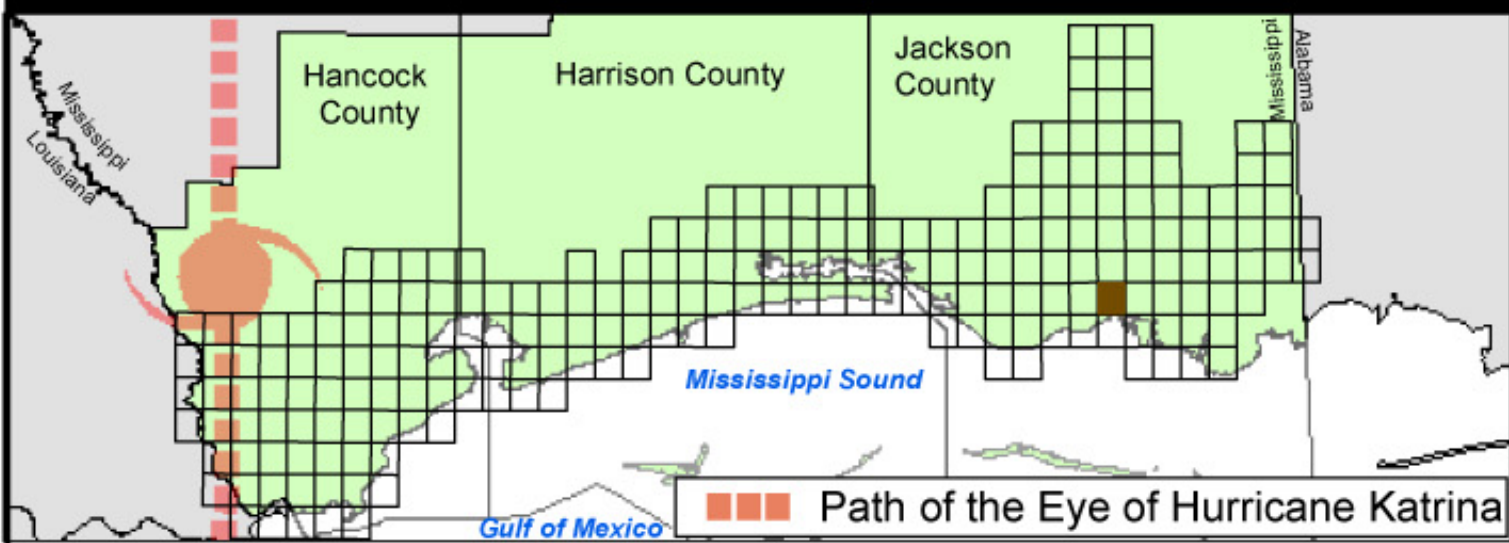 Hancock
County
Harrison County
Jackson
County
Mississippi
Alabama
Mississippi
Louisiana
Mississippi Sound
Gulf of Mexico
Path of the Eye of Hurricane Katrina